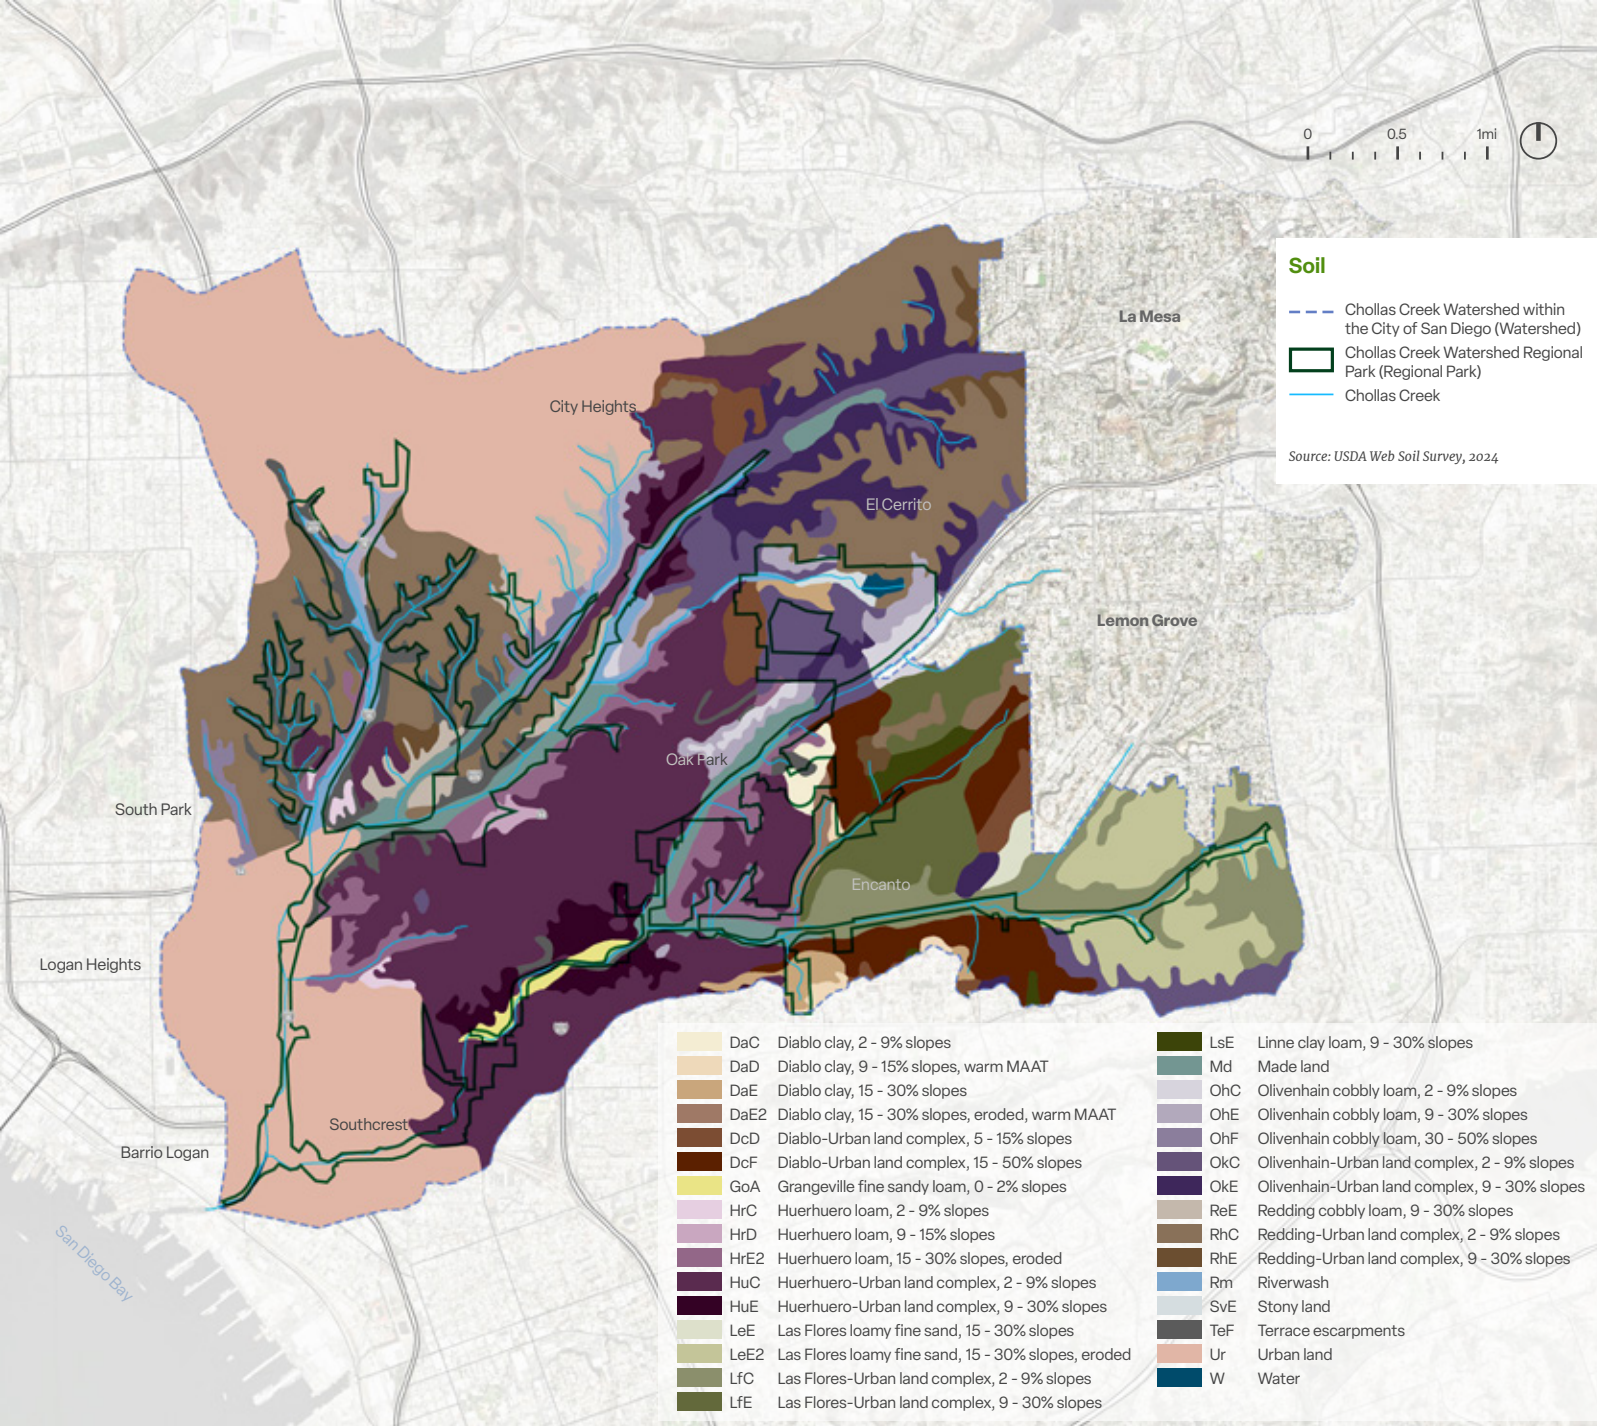 0 0.5 1mi
Soil
Chollas Creek Watershed within
the City of San Diego (Watershed)
Chollas Creek Watershed Regional
Park (Regional Park)
Chollas Creek
Source: USDA Web Soil Survey, 2024
La Mesa
City Heights
El Cerrito
Lemon Grove
Oak Park
South Park
Encanto
Logan Heights
Southcrest
Barrio Logan
San Diego Bay
DaC Diablo clay, 2 - 9% slopes
DaD Diablo clay, 9 - 15% slopes, warm MAAT
DaE Diablo clay, 15 - 30% slopes
DaE2 Diablo clay, 15 - 30% slopes, eroded, warm MAAT
DcD Diablo-Urban land complex, 5 - 15% slopes
DcF Diablo-Urban land complex, 15 - 50% slopes
GoA Grangeville fine sandy loam, 0 - 2% slopes
HrC Huerhuero loam, 2 - 9% slopes
HrD Huerhuero loam, 9 - 15% slopes
HrE2 Huerhuero loam, 15 - 30% slopes, eroded
HuC Huerhuero-Urban land complex, 2 - 9% slopes
HuE Huerhuero-Urban land complex, 9 - 30% slopes
LeE Las Flores loamy fine sand, 15 - 30% slopes
LeE2 Las Flores loamy fine sand, 15 - 30% slopes, eroded
LfC Las Flores-Urban land complex, 2 - 9% slopes
LfE Las Flores-Urban land complex, 9 - 30% slopes
LsE Linne clay loam, 9 - 30% slopes
Md Made land
OhC Olivenhain cobbly loam, 2 - 9% slopes
OhE Olivenhain cobbly loam, 9 - 30% slopes
OhF Olivenhain cobbly loam, 30 - 50% slopes
OkC Olivenhain-Urban land complex, 2 - 9% slopes
OkE Olivenhain-Urban land complex, 9 - 30% slopes
ReE Redding cobbly loam, 9 - 30% slopes
RhC Redding-Urban land complex, 2 - 9% slopes
RhE Redding-Urban land complex, 9 - 30% slopes
Rm Riverwash
SvE Stony land
TeF Terrace escarpments
Ur Urban land
W Water